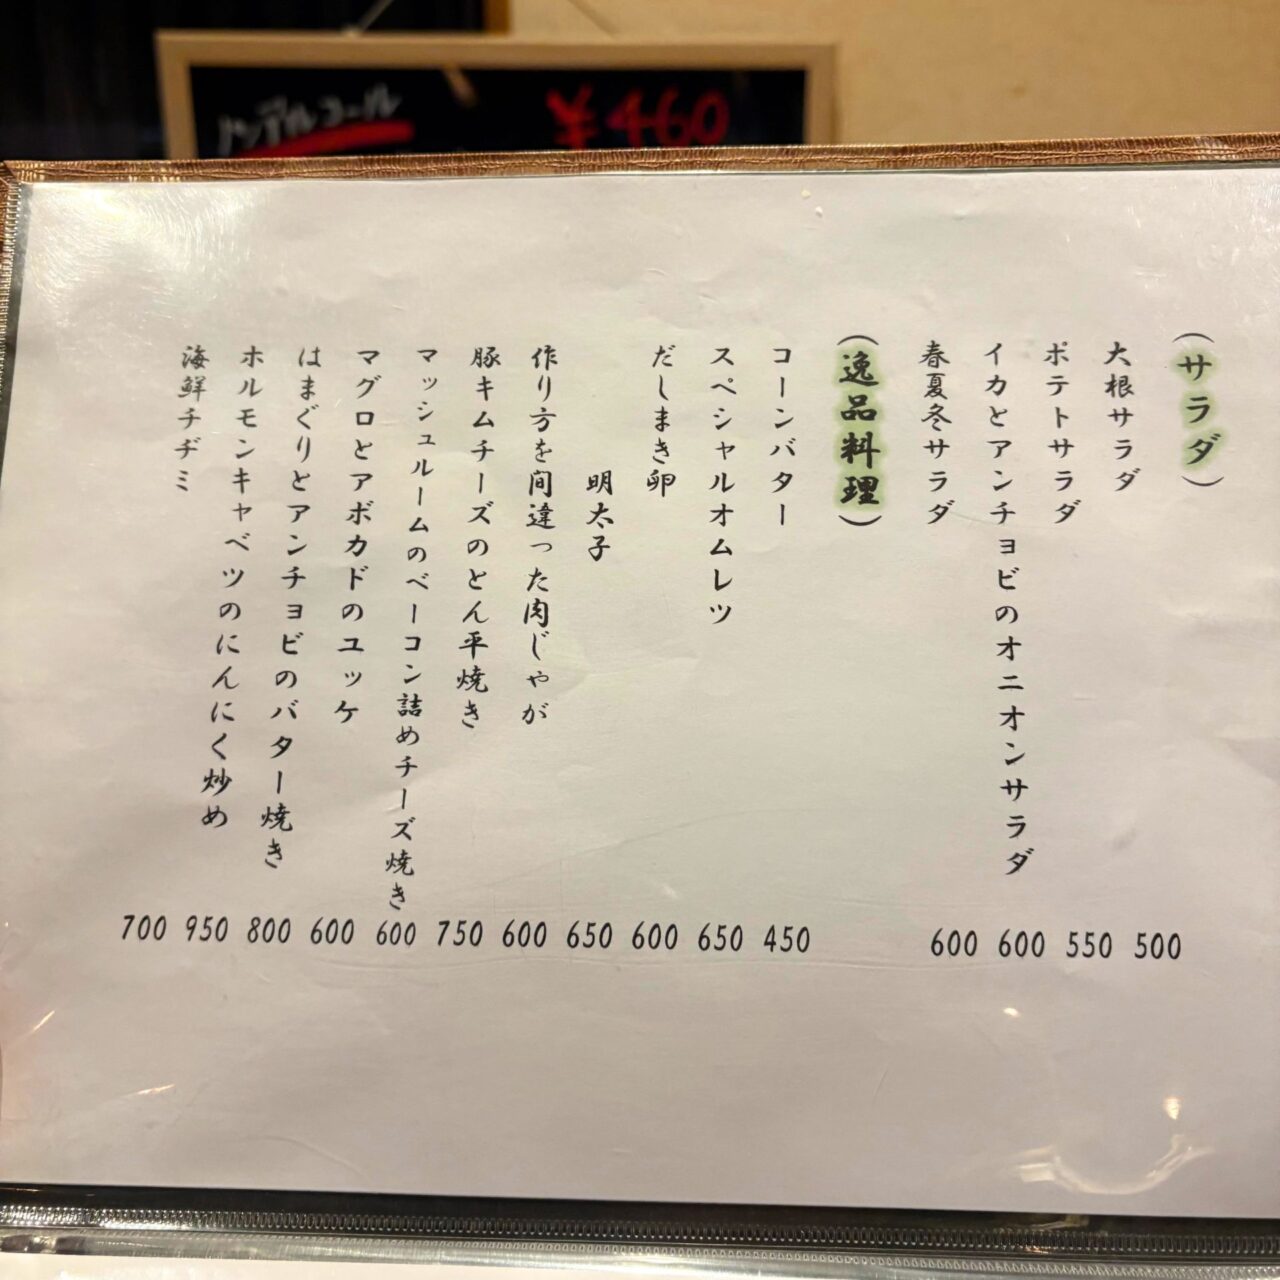 ノンアルコール ¥460
(サラダ)
大根サラダ 500
ポテトサラダ 550
イカとアンチョビのオニオンサラダ 600
春夏冬サラダ 600
(逸品料理)
コーンバター 450
スペシャルオムレツ 650
だしまき卵 600
明太子 650
作り方を間違った肉じゃが 600
豚キムチーズのとん平焼き 750
マッシュルームのベーコン詰めチーズ焼き 600
マグロとアボカドのユッケ 600
はまぐりとアンチョビのバター焼き 800
ホルモンキャベツのにんにく炒め 950
海鮮チヂミ 700